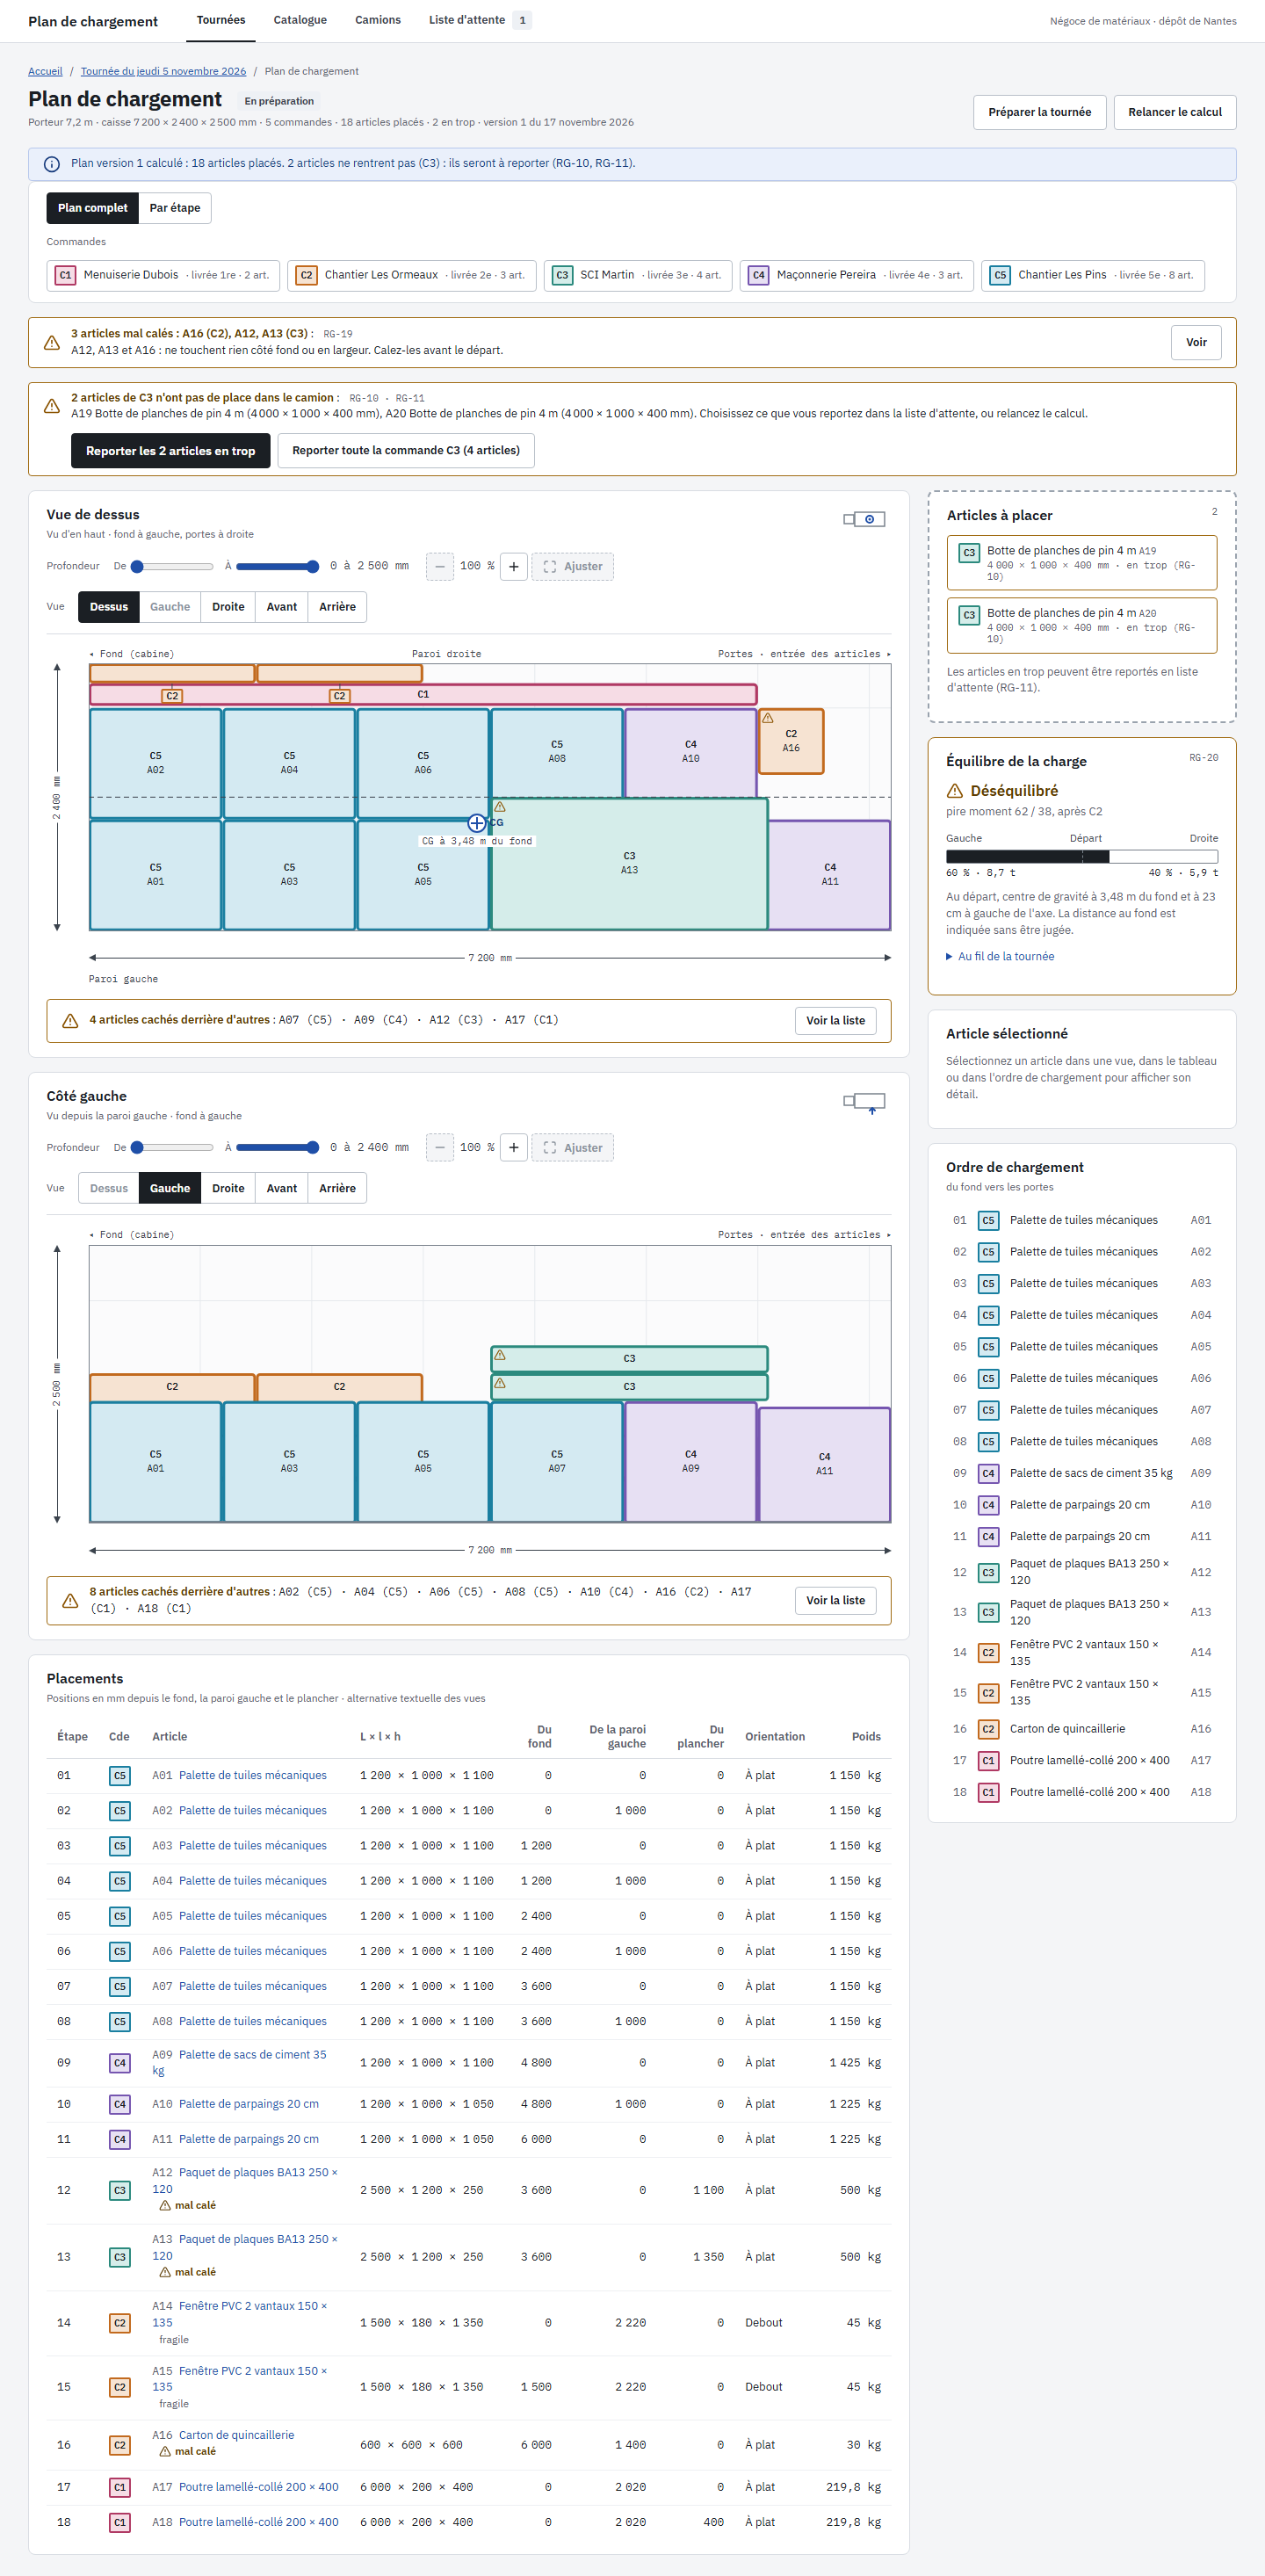 Plan de chargement
Tournées
Catalogue
Camions
Liste d'attente 1
Négoce de matériaux · dépôt de Nantes
Accueil / Tournée du jeudi 5 novembre 2026 / Plan de chargement
Plan de chargement
En préparation
Porteur 7,2 m · caisse 7 200 × 2 400 × 2 500 mm · 5 commandes · 18 articles placés · 2 en trop · version 1 du 17 novembre 2026
Préparer la tournée
Relancer le calcul
Plan version 1 calculé : 18 articles placés. 2 articles ne rentrent pas (C3) : ils seront à reporter (RG-10, RG-11).
Plan complet
Par étape
Commandes
C1 Menuiserie Dubois · livrée 1re · 2 art.
C2 Chantier Les Ormeaux · livrée 2e · 3 art.
C3 SCI Martin · livrée 3e · 4 art.
C4 Maçonnerie Pereira · livrée 4e · 3 art.
C5 Chantier Les Pins · livrée 5e · 8 art.
3 articles mal calés : A16 (C2), A12, A13 (C3) : RG-19
A12, A13 et A16 : ne touchent rien côté fond ou en largeur. Calez-les avant le départ.
Voir
2 articles de C3 n'ont pas de place dans le camion : RG-10 · RG-11
A19 Botte de planches de pin 4 m (4 000 × 1 000 × 400 mm), A20 Botte de planches de pin 4 m (4 000 × 1 000 × 400 mm). Choisissez ce que vous reportez dans la liste d'attente, ou relancez le calcul.
Reporter les 2 articles en trop
Reporter toute la commande C3 (4 articles)
Vue de dessus
Vu d'en haut · fond à gauche, portes à droite
Profondeur De À 0 à 2 500 mm − 100 % + Ajuster
Vue Dessus Gauche Droite Avant Arrière
◂ Fond (cabine)
Paroi droite
Portes · entrée des articles ▸
C2
C2
C1
C5
A02
C5
A04
C5
A06
C5
A08
C4
A10
C2
A16
2 400 mm
CG
CG à 3,48 m du fond
C5
A01
C5
A03
C5
A05
C3
A13
C4
A11
7 200 mm
Paroi gauche
4 articles cachés derrière d'autres : A07 (C5) · A09 (C4) · A12 (C3) · A17 (C1)
Voir la liste
Côté gauche
Vu depuis la paroi gauche · fond à gauche
Profondeur De À 0 à 2 400 mm − 100 % + Ajuster
Vue Dessus Gauche Droite Avant Arrière
◂ Fond (cabine)
Portes · entrée des articles ▸
C3
C2
C2
C3
2 500 mm
C5
A01
C5
A03
C5
A05
C5
A07
C4
A09
C4
A11
7 200 mm
8 articles cachés derrière d'autres : A02 (C5) · A04 (C5) · A06 (C5) · A08 (C5) · A10 (C4) · A16 (C2) · A17
(C1) · A18 (C1)
Voir la liste
Placements
Positions en mm depuis le fond, la paroi gauche et le plancher · alternative textuelle des vues
Étape Cde Article L × l × h Du fond De la paroi gauche Du plancher Orientation Poids
01 C5 A01 Palette de tuiles mécaniques 1 200 × 1 000 × 1 100 0 0 0 À plat 1 150 kg
02 C5 A02 Palette de tuiles mécaniques 1 200 × 1 000 × 1 100 0 1 000 0 À plat 1 150 kg
03 C5 A03 Palette de tuiles mécaniques 1 200 × 1 000 × 1 100 1 200 0 0 À plat 1 150 kg
04 C5 A04 Palette de tuiles mécaniques 1 200 × 1 000 × 1 100 1 200 1 000 0 À plat 1 150 kg
05 C5 A05 Palette de tuiles mécaniques 1 200 × 1 000 × 1 100 2 400 0 0 À plat 1 150 kg
06 C5 A06 Palette de tuiles mécaniques 1 200 × 1 000 × 1 100 2 400 1 000 0 À plat 1 150 kg
07 C5 A07 Palette de tuiles mécaniques 1 200 × 1 000 × 1 100 3 600 0 0 À plat 1 150 kg
08 C5 A08 Palette de tuiles mécaniques 1 200 × 1 000 × 1 100 3 600 1 000 0 À plat 1 150 kg
09 C4 A09 Palette de sacs de ciment 35 kg 1 200 × 1 000 × 1 100 4 800 0 0 À plat 1 425 kg
10 C4 A10 Palette de parpaings 20 cm 1 200 × 1 000 × 1 050 4 800 1 000 0 À plat 1 225 kg
11 C4 A11 Palette de parpaings 20 cm 1 200 × 1 000 × 1 050 6 000 0 0 À plat 1 225 kg
12 C3 A12 Paquet de plaques BA13 250 × 120 mal calé 2 500 × 1 200 × 250 3 600 0 1 100 À plat 500 kg
13 C3 A13 Paquet de plaques BA13 250 × 120 mal calé 2 500 × 1 200 × 250 3 600 0 1 350 À plat 500 kg
14 C2 A14 Fenêtre PVC 2 vantaux 150 × 135 fragile 1 500 × 180 × 1 350 0 2 220 0 Debout 45 kg
15 C2 A15 Fenêtre PVC 2 vantaux 150 × 135 fragile 1 500 × 180 × 1 350 1 500 2 220 0 Debout 45 kg
16 C2 A16 Carton de quincaillerie mal calé 600 × 600 × 600 6 000 1 400 0 À plat 30 kg
17 C1 A17 Poutre lamellé-collé 200 × 400 6 000 × 200 × 400 0 2 020 0 À plat 219,8 kg
18 C1 A18 Poutre lamellé-collé 200 × 400 6 000 × 200 × 400 0 2 020 400 À plat 219,8 kg
Articles à placer 2
C3 Botte de planches de pin 4 m A19
4 000 × 1 000 × 400 mm · en trop (RG-
10)
C3 Botte de planches de pin 4 m A20
4 000 × 1 000 × 400 mm · en trop (RG-
10)
Les articles en trop peuvent être reportés en liste
d'attente (RG-11).
Équilibre de la charge RG-20
Déséquilibré
pire moment 62 / 38, après C2
Gauche Départ Droite
60 % · 8,7 t 40 % · 5,9 t
Au départ, centre de gravité à 3,48 m du fond et à 23
cm à gauche de l'axe. La distance au fond est
indiquée sans être jugée.
▶ Au fil de la tournée
Article sélectionné
Sélectionnez un article dans une vue, dans le tableau
ou dans l'ordre de chargement pour afficher son
détail.
Ordre de chargement
du fond vers les portes
01 C5 Palette de tuiles mécaniques A01
02 C5 Palette de tuiles mécaniques A02
03 C5 Palette de tuiles mécaniques A03
04 C5 Palette de tuiles mécaniques A04
05 C5 Palette de tuiles mécaniques A05
06 C5 Palette de tuiles mécaniques A06
07 C5 Palette de tuiles mécaniques A07
08 C5 Palette de tuiles mécaniques A08
09 C4 Palette de sacs de ciment 35 kg A09
10 C4 Palette de parpaings 20 cm A10
11 C4 Palette de parpaings 20 cm A11
12 C3 Paquet de plaques BA13 250 × 120 A12
13 C3 Paquet de plaques BA13 250 × 120 A13
14 C2 Fenêtre PVC 2 vantaux 150 × 135 A14
15 C2 Fenêtre PVC 2 vantaux 150 × 135 A15
16 C2 Carton de quincaillerie A16
17 C1 Poutre lamellé-collé 200 × 400 A17
18 C1 Poutre lamellé-collé 200 × 400 A18